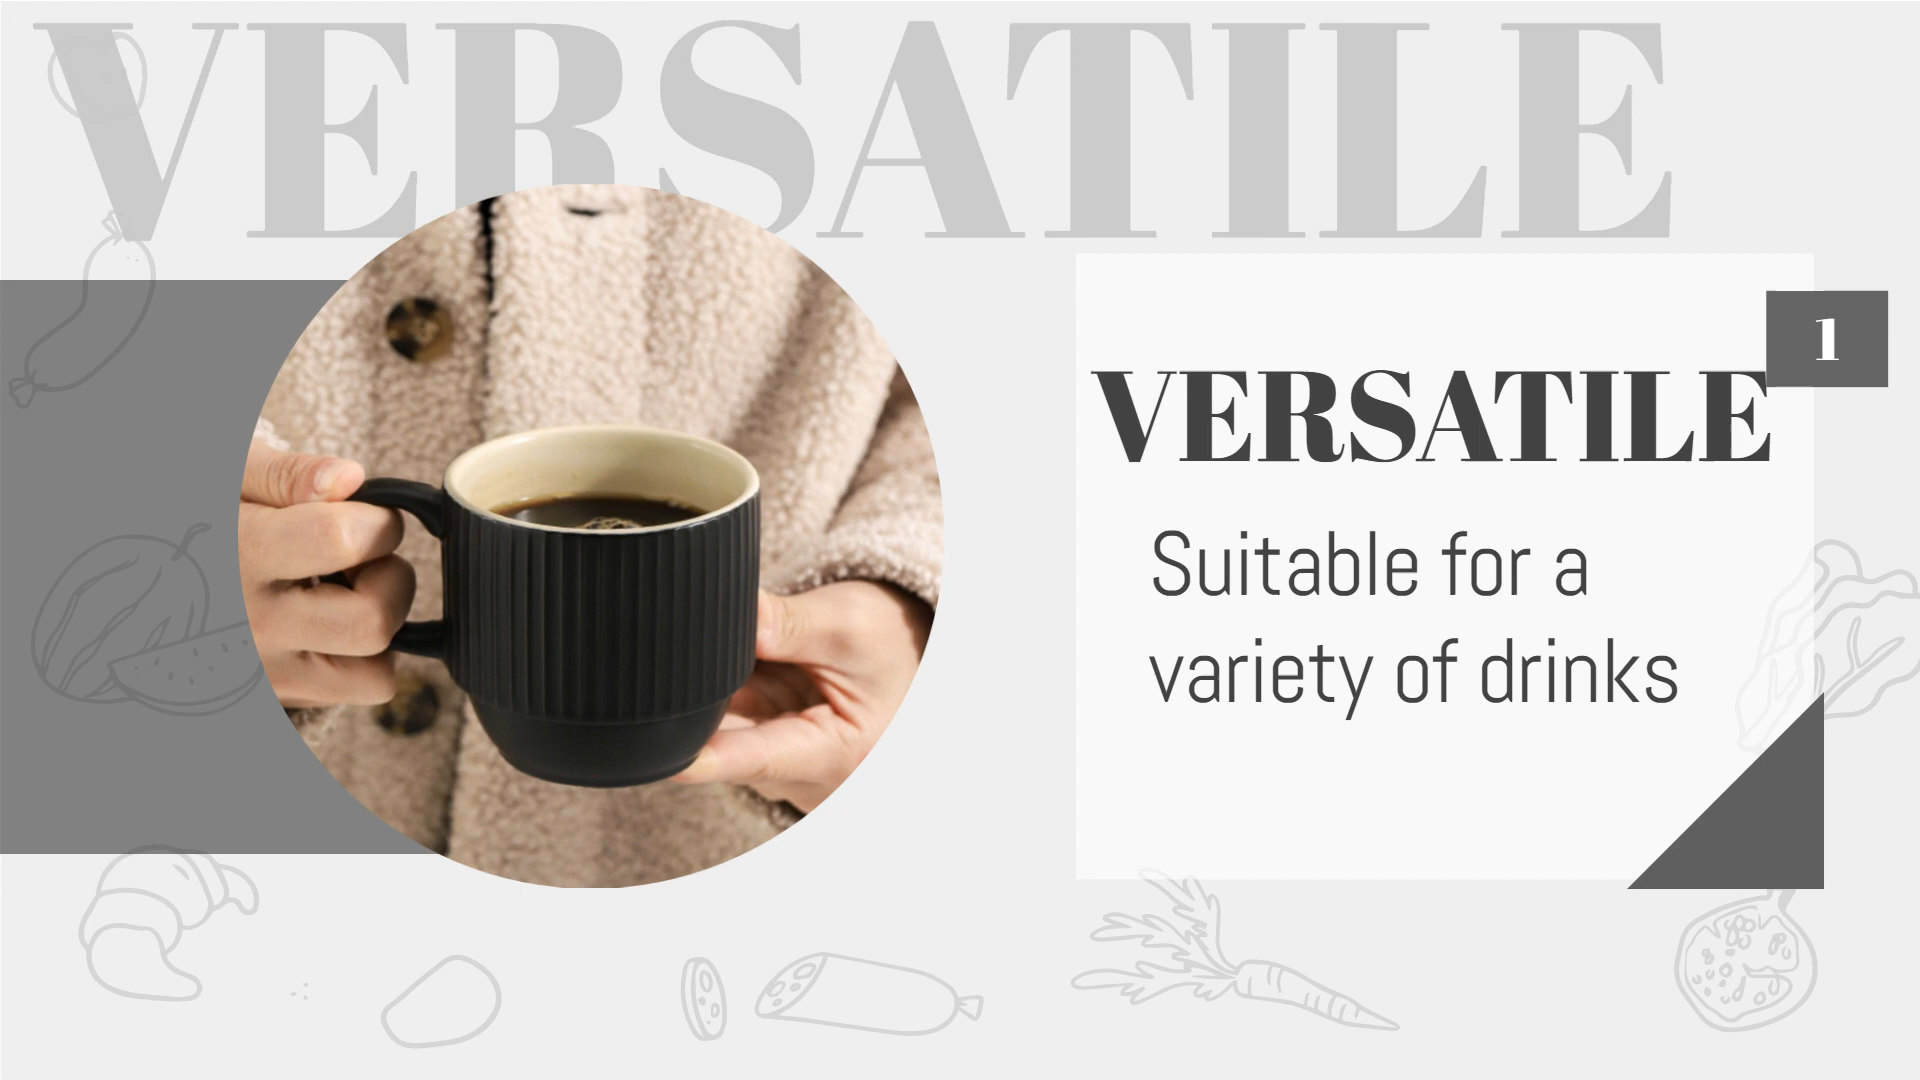 VERSATILE
1
VERSATILE
Suitable for a
variety of drinks